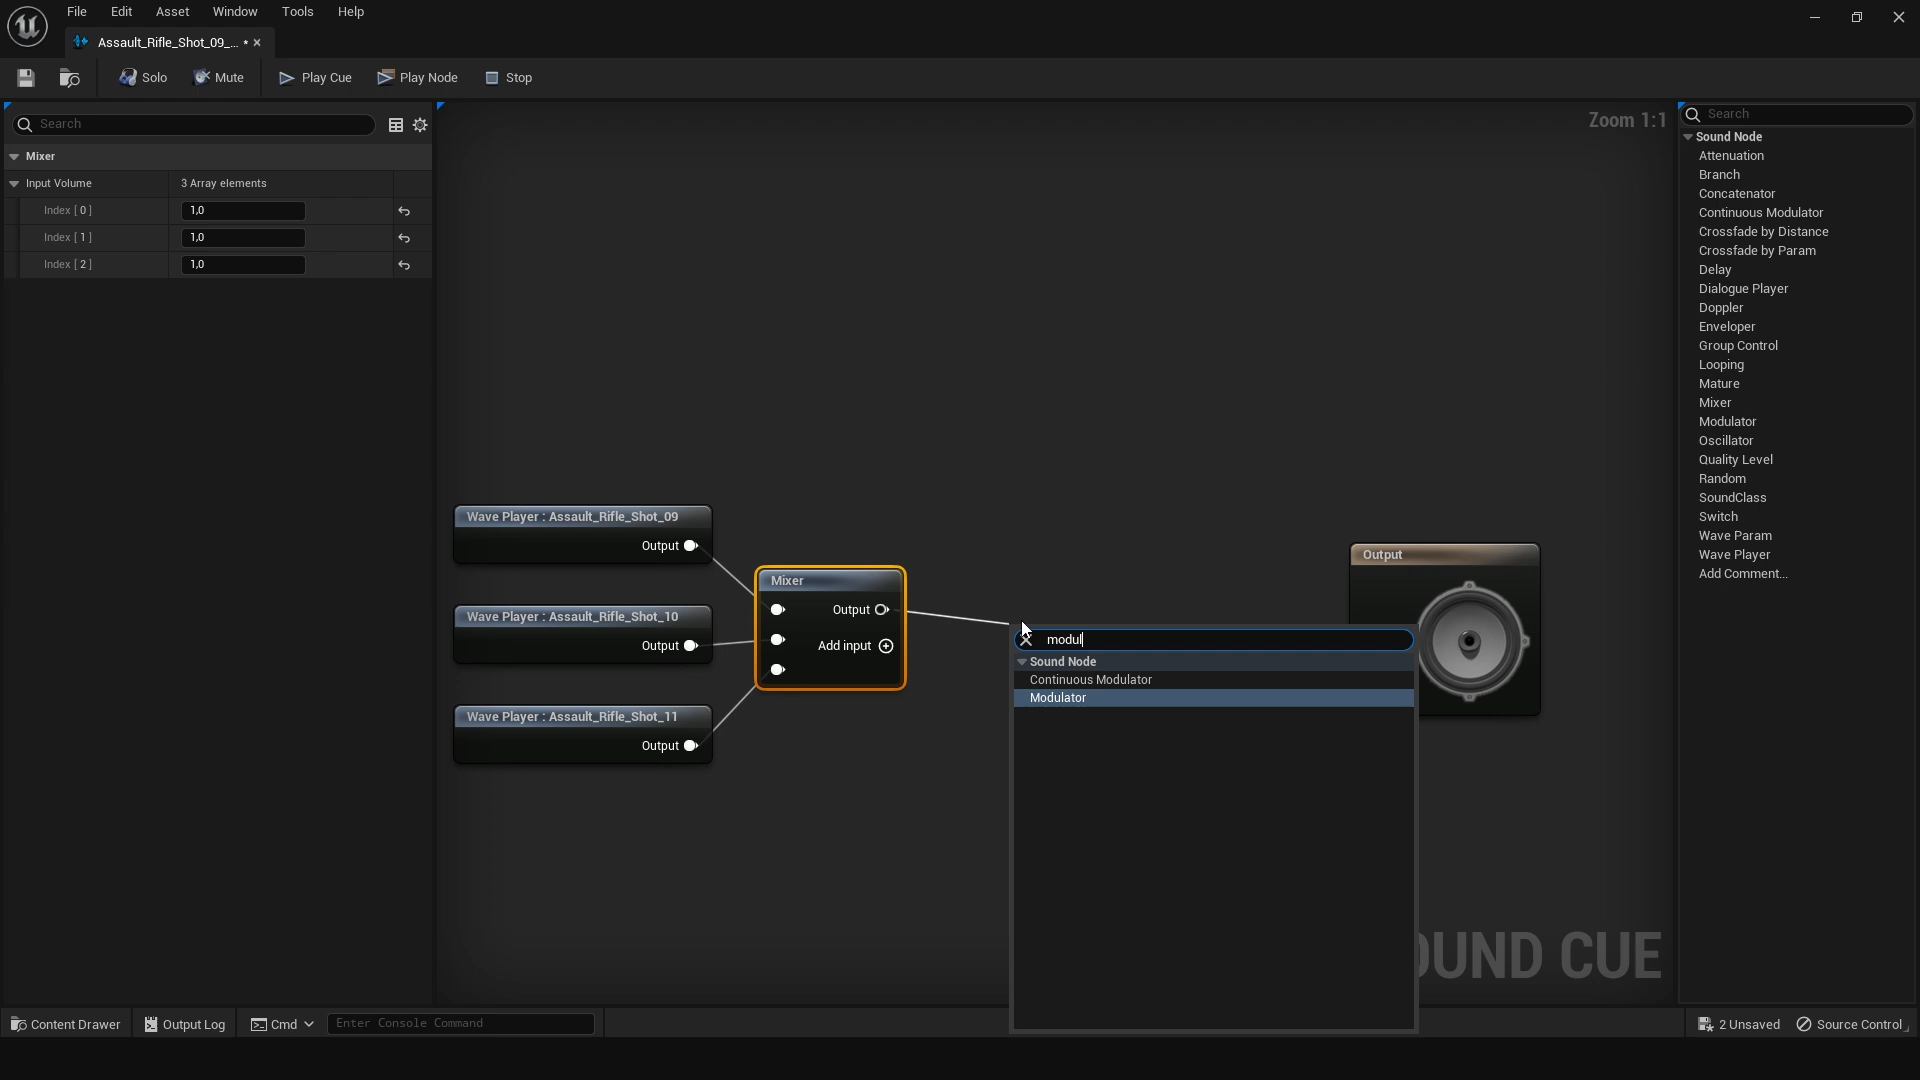 File Edit Asset Window Tools Help
Assault_Rifle_Shot_09_... •
Solo Mute Play Cue Play Node Stop
Search
Mixer
Input Volume 3 Array elements
Index [ 0 ] 1,0
Index [ 1 ] 1,0
Index [ 2 ] 1,0
Zoom 1:1
Wave Player : Assault_Rifle_Shot_09
Output
Wave Player : Assault_Rifle_Shot_10
Output
Wave Player : Assault_Rifle_Shot_11
Output
Mixer
Output
Add input
Output
modul
Sound Node
Continuous Modulator
Modulator
OUND CUE
Search
Sound Node
Attenuation
Branch
Concatenator
Continuous Modulator
Crossfade by Distance
Crossfade by Param
Delay
Dialogue Player
Doppler
Enveloper
Group Control
Looping
Mature
Mixer
Modulator
Oscillator
Quality Level
Random
SoundClass
Switch
Wave Param
Wave Player
Add Comment...
Content Drawer Output Log Cmd Enter Console Command 2 Unsaved Source Control